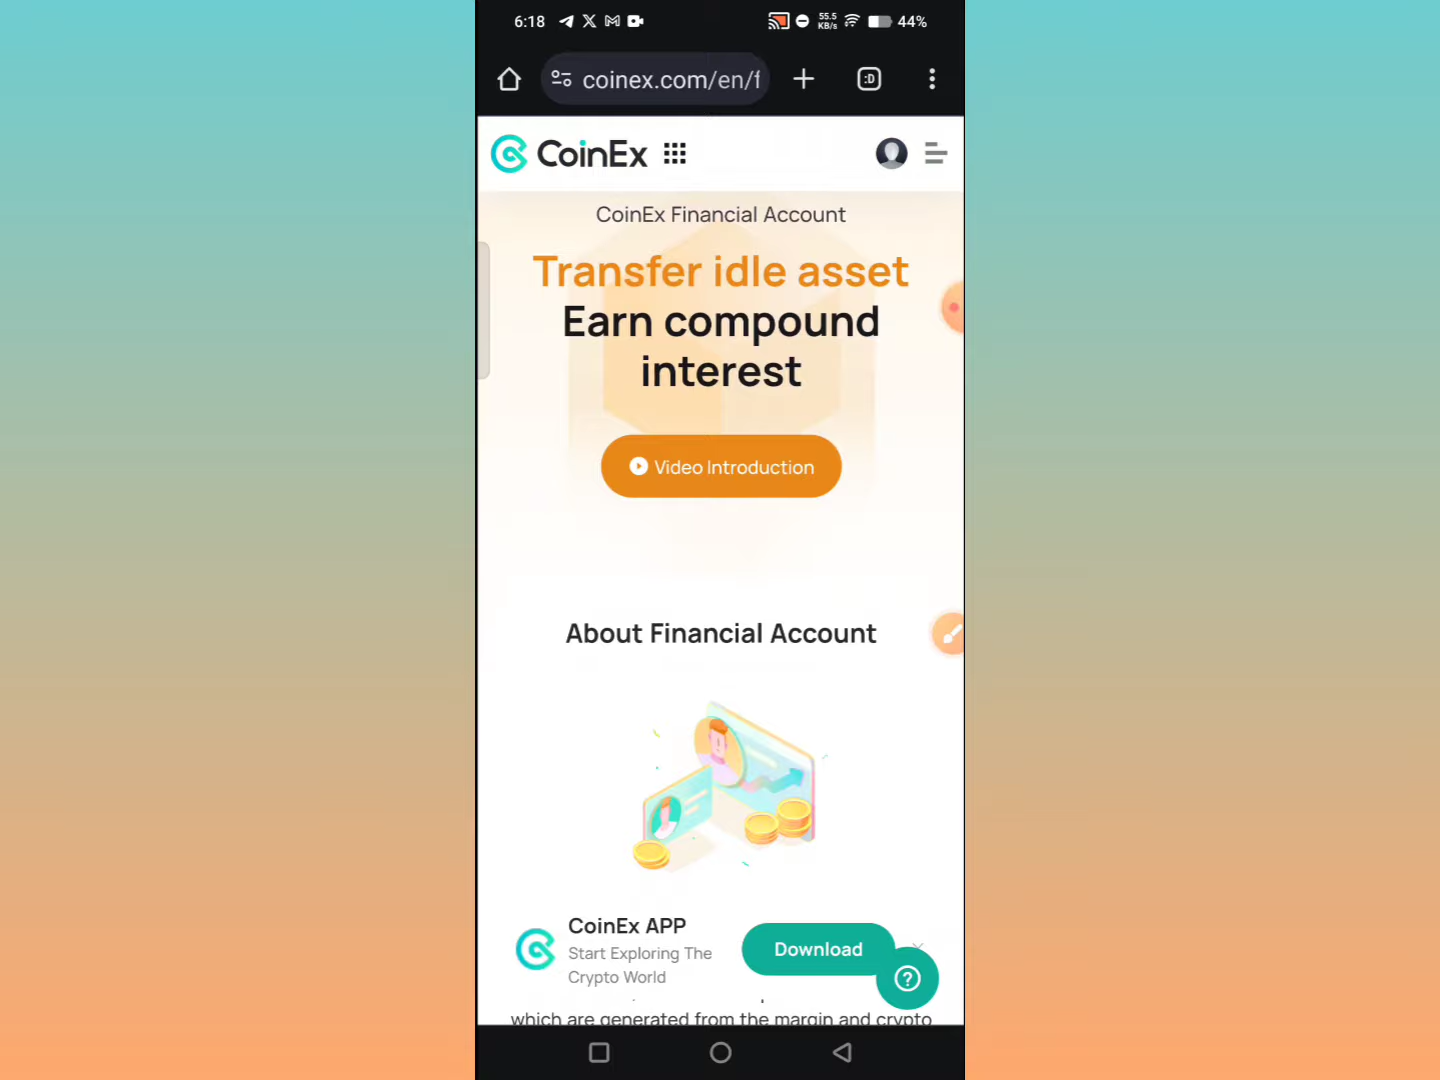 6:18
55.5
KB/s
44%
coinex.com/en/f
:D
CoinEx
CoinEx Financial Account
Transfer idle asset
Earn compound
interest
Video Introduction
About Financial Account
CoinEx APP
Start Exploring The
Crypto World
Download
which are generated from the margin and crypto